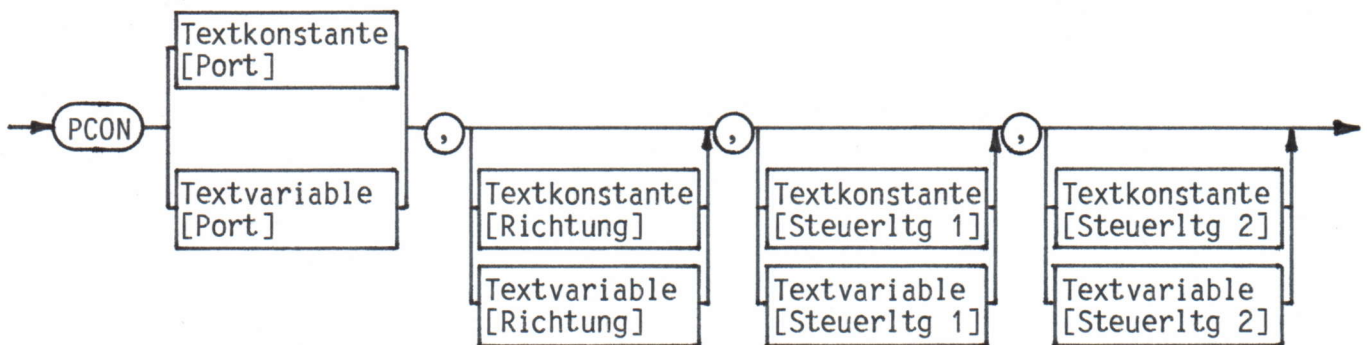 Textkonstante
[Port]
PCON
,
,
,
Textvariable
[Port]
Textkonstante
[Richtung]
Textkonstante
[Steuerltg 1]
Textkonstante
[Steuerltg 2]
Textvariable
[Richtung]
Textvariable
[Steuerltg 1]
Textvariable
[Steuerltg 2]